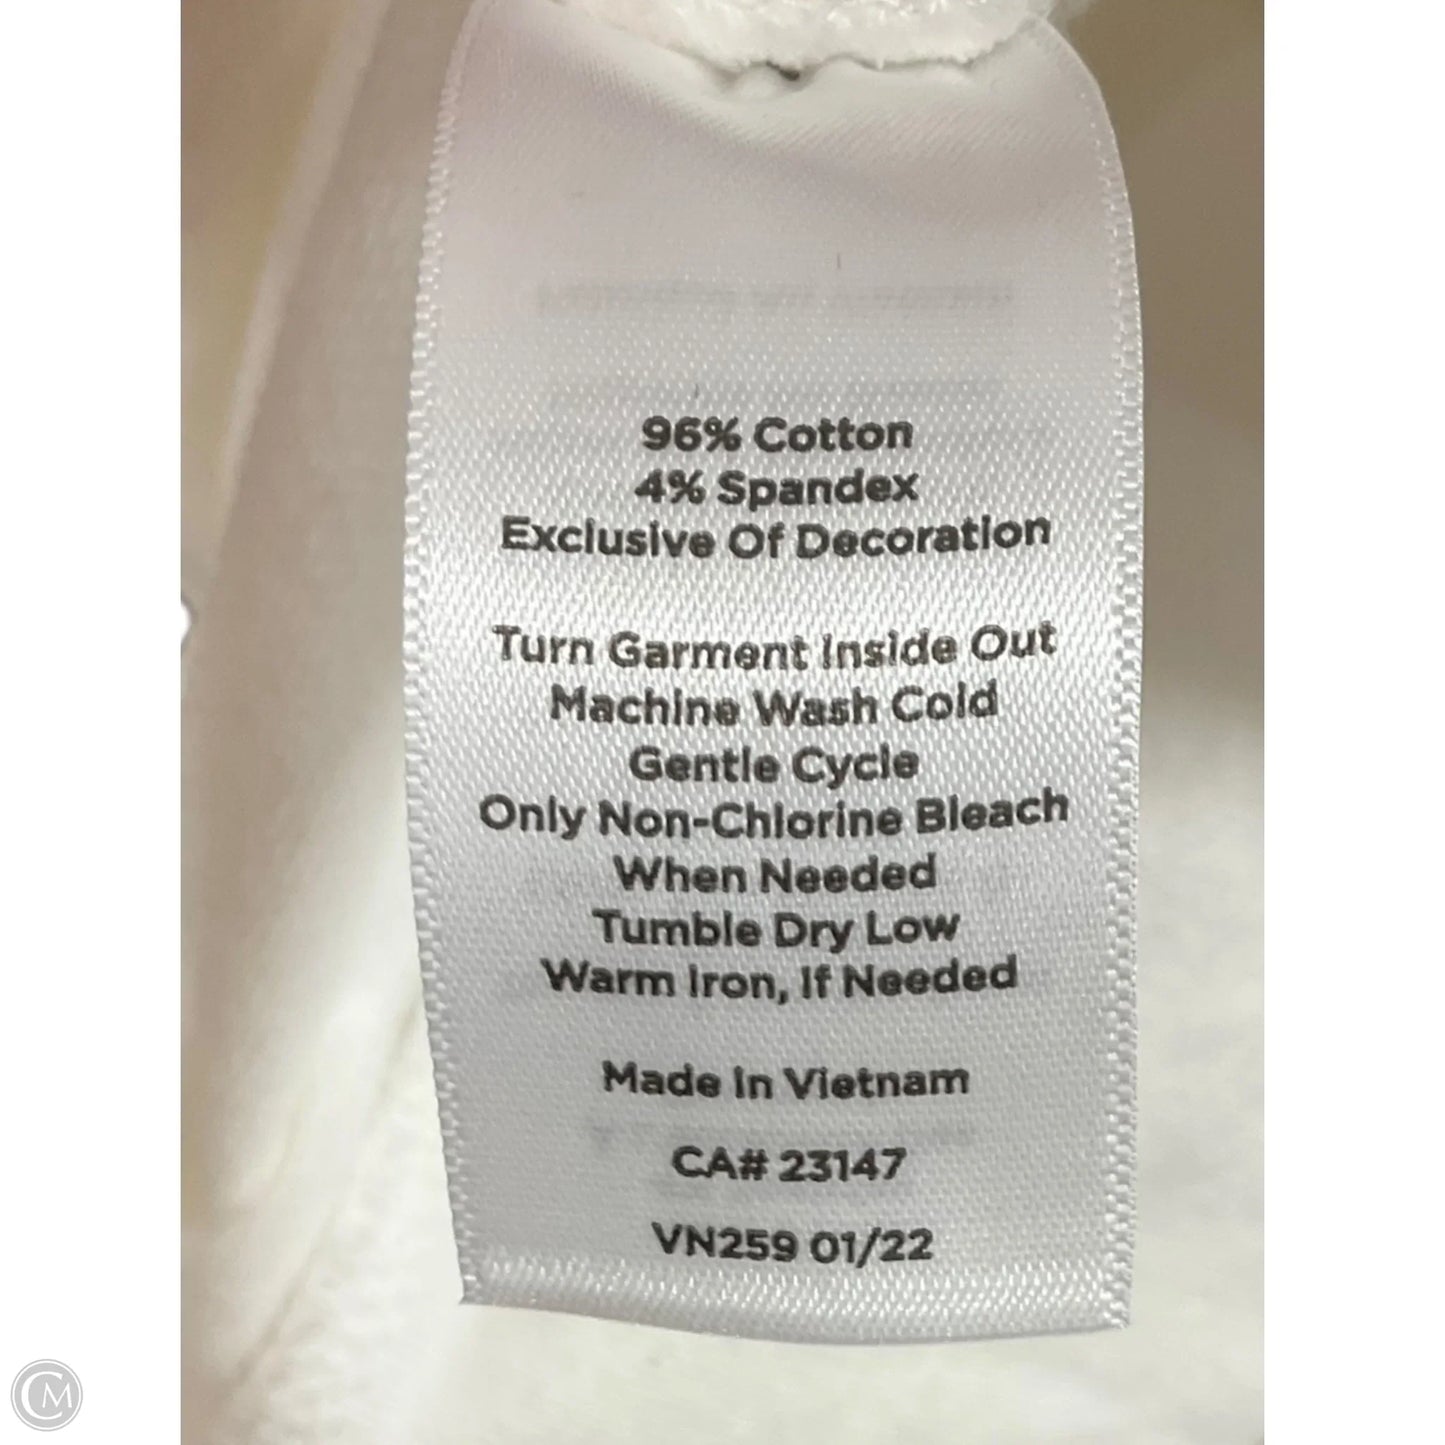 96% Cotton
4% Spandex
Exclusive Of Decoration
Turn Garment Inside Out
Machine Wash Cold
Gentle Cycle
Only Non-Chlorine Bleach
When Needed
Tumble Dry Low
Warm Iron, If Needed
Made In Vietnam
CA# 23147
VN259 01/22
CM